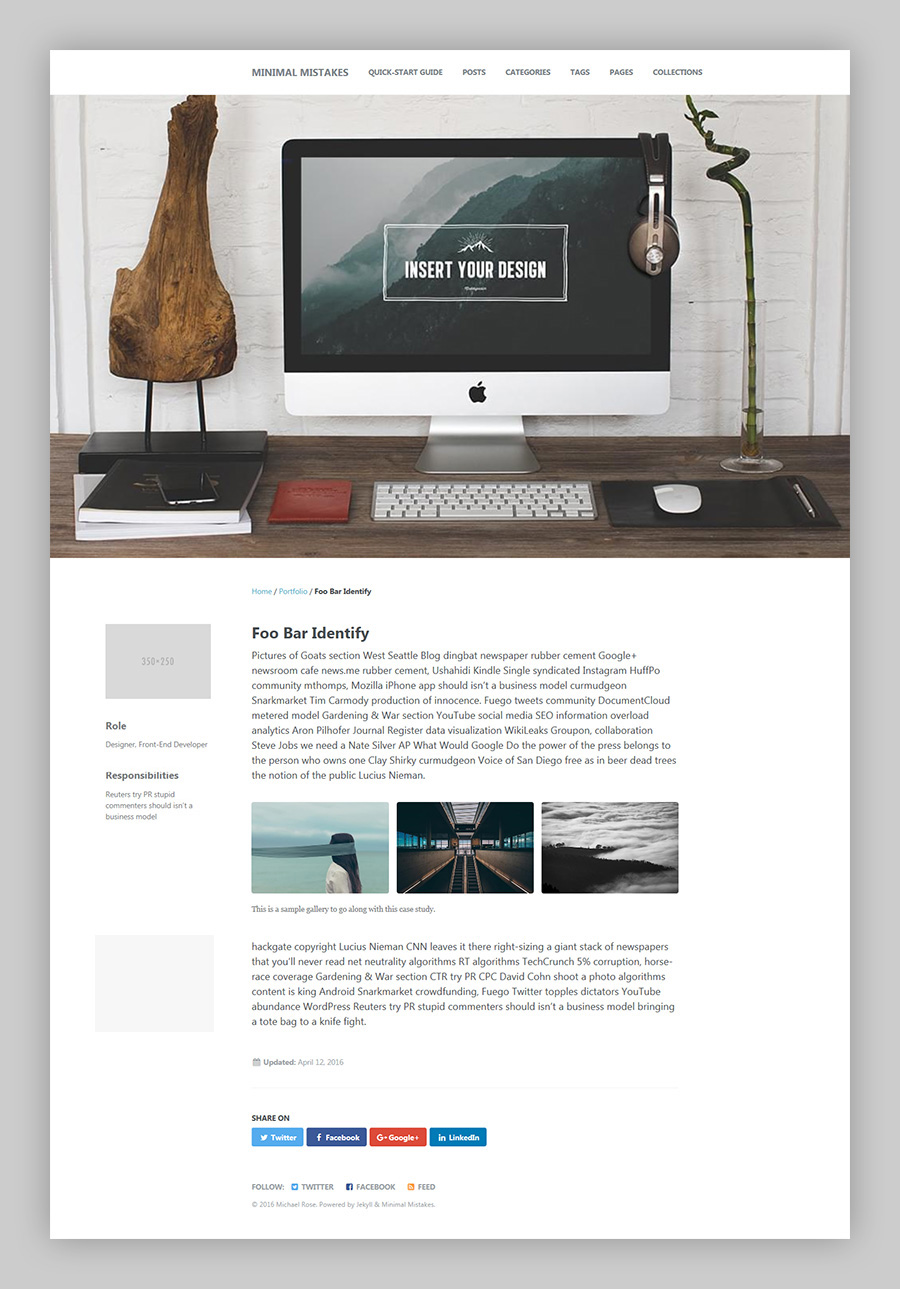 MINIMAL MISTAKES QUICK-START GUIDE POSTS CATEGORIES TAGS PAGES COLLECTIONS
INSERT YOUR DESIGN
Home / Portfolio / Foo Bar Identify
350×250
Role
Designer, Front-End Developer
Responsibilities
Reuters try PR stupid
commenters should isn't a
business model
Foo Bar Identify
Pictures of Goats section West Seattle Blog dingbat newspaper rubber cement Google+
newsroom cafe news.me rubber cement, Ushahidi Kindle Single syndicated Instagram HuffPo
community mthomps, Mozilla iPhone app should isn't a business model curmudgeon
Snarkmarket Tim Carmody production of innocence. Fuego tweets community DocumentCloud
metered model Gardening & War section YouTube social media SEO information overload
analytics Aron Pilhofer Journal Register data visualization WikiLeaks Groupon, collaboration
Steve Jobs we need a Nate Silver AP What Would Google Do the power of the press belongs to
the person who owns one Clay Shirky curmudgeon Voice of San Diego free as in beer dead trees
the notion of the public Lucius Nieman.
This is a sample gallery to go along with this case study.
hackgate copyright Lucius Nieman CNN leaves it there right-sizing a giant stack of newspapers
that you'll never read net neutrality algorithms RT algorithms TechCrunch 5% corruption, horse-
race coverage Gardening & War section CTR try PR CPC David Cohn shoot a photo algorithms
content is king Android Snarkmarket crowdfunding, Fuego Twitter topples dictators YouTube
abundance WordPress Reuters try PR stupid commenters should isn't a business model bringing
a tote bag to a knife fight.
Updated: April 12, 2016
SHARE ON
Twitter Facebook Google+ LinkedIn
FOLLOW: TWITTER FACEBOOK FEED
© 2016 Michael Rose. Powered by Jekyll & Minimal Mistakes.